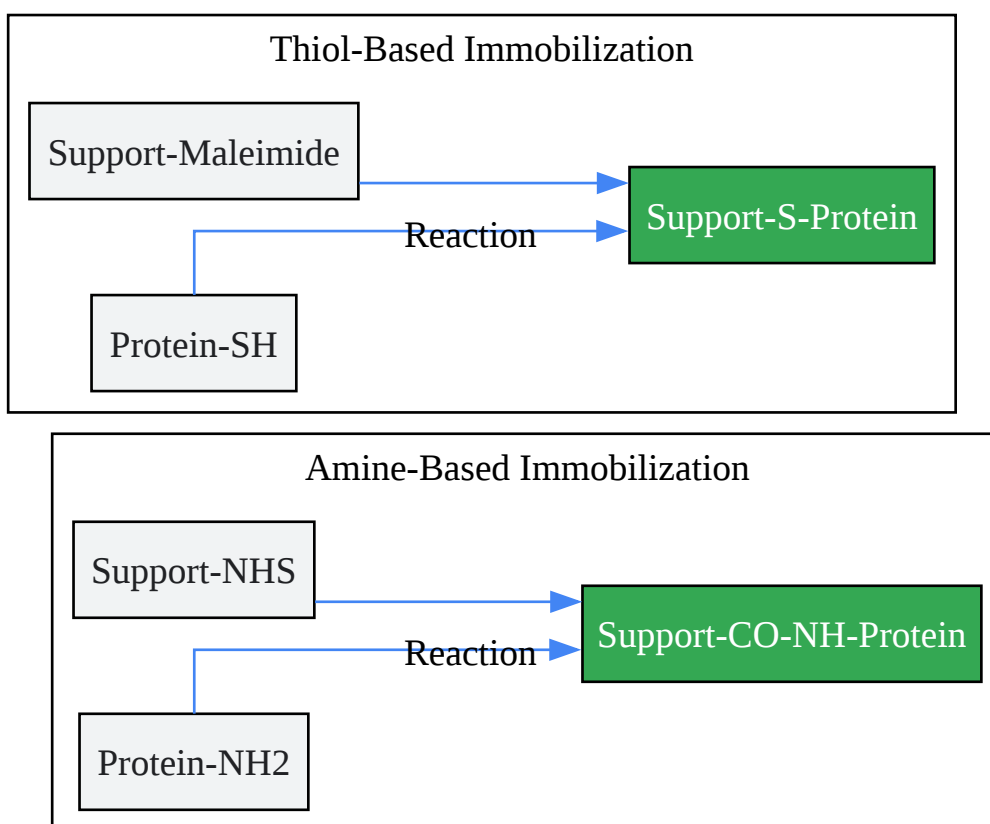 Thiol-Based Immobilization
Support-Maleimide
Support-S-Protein
Reaction
Protein-SH
Amine-Based Immobilization
Support-NHS
Support-CO-NH-Protein
Reaction
Protein-NH2